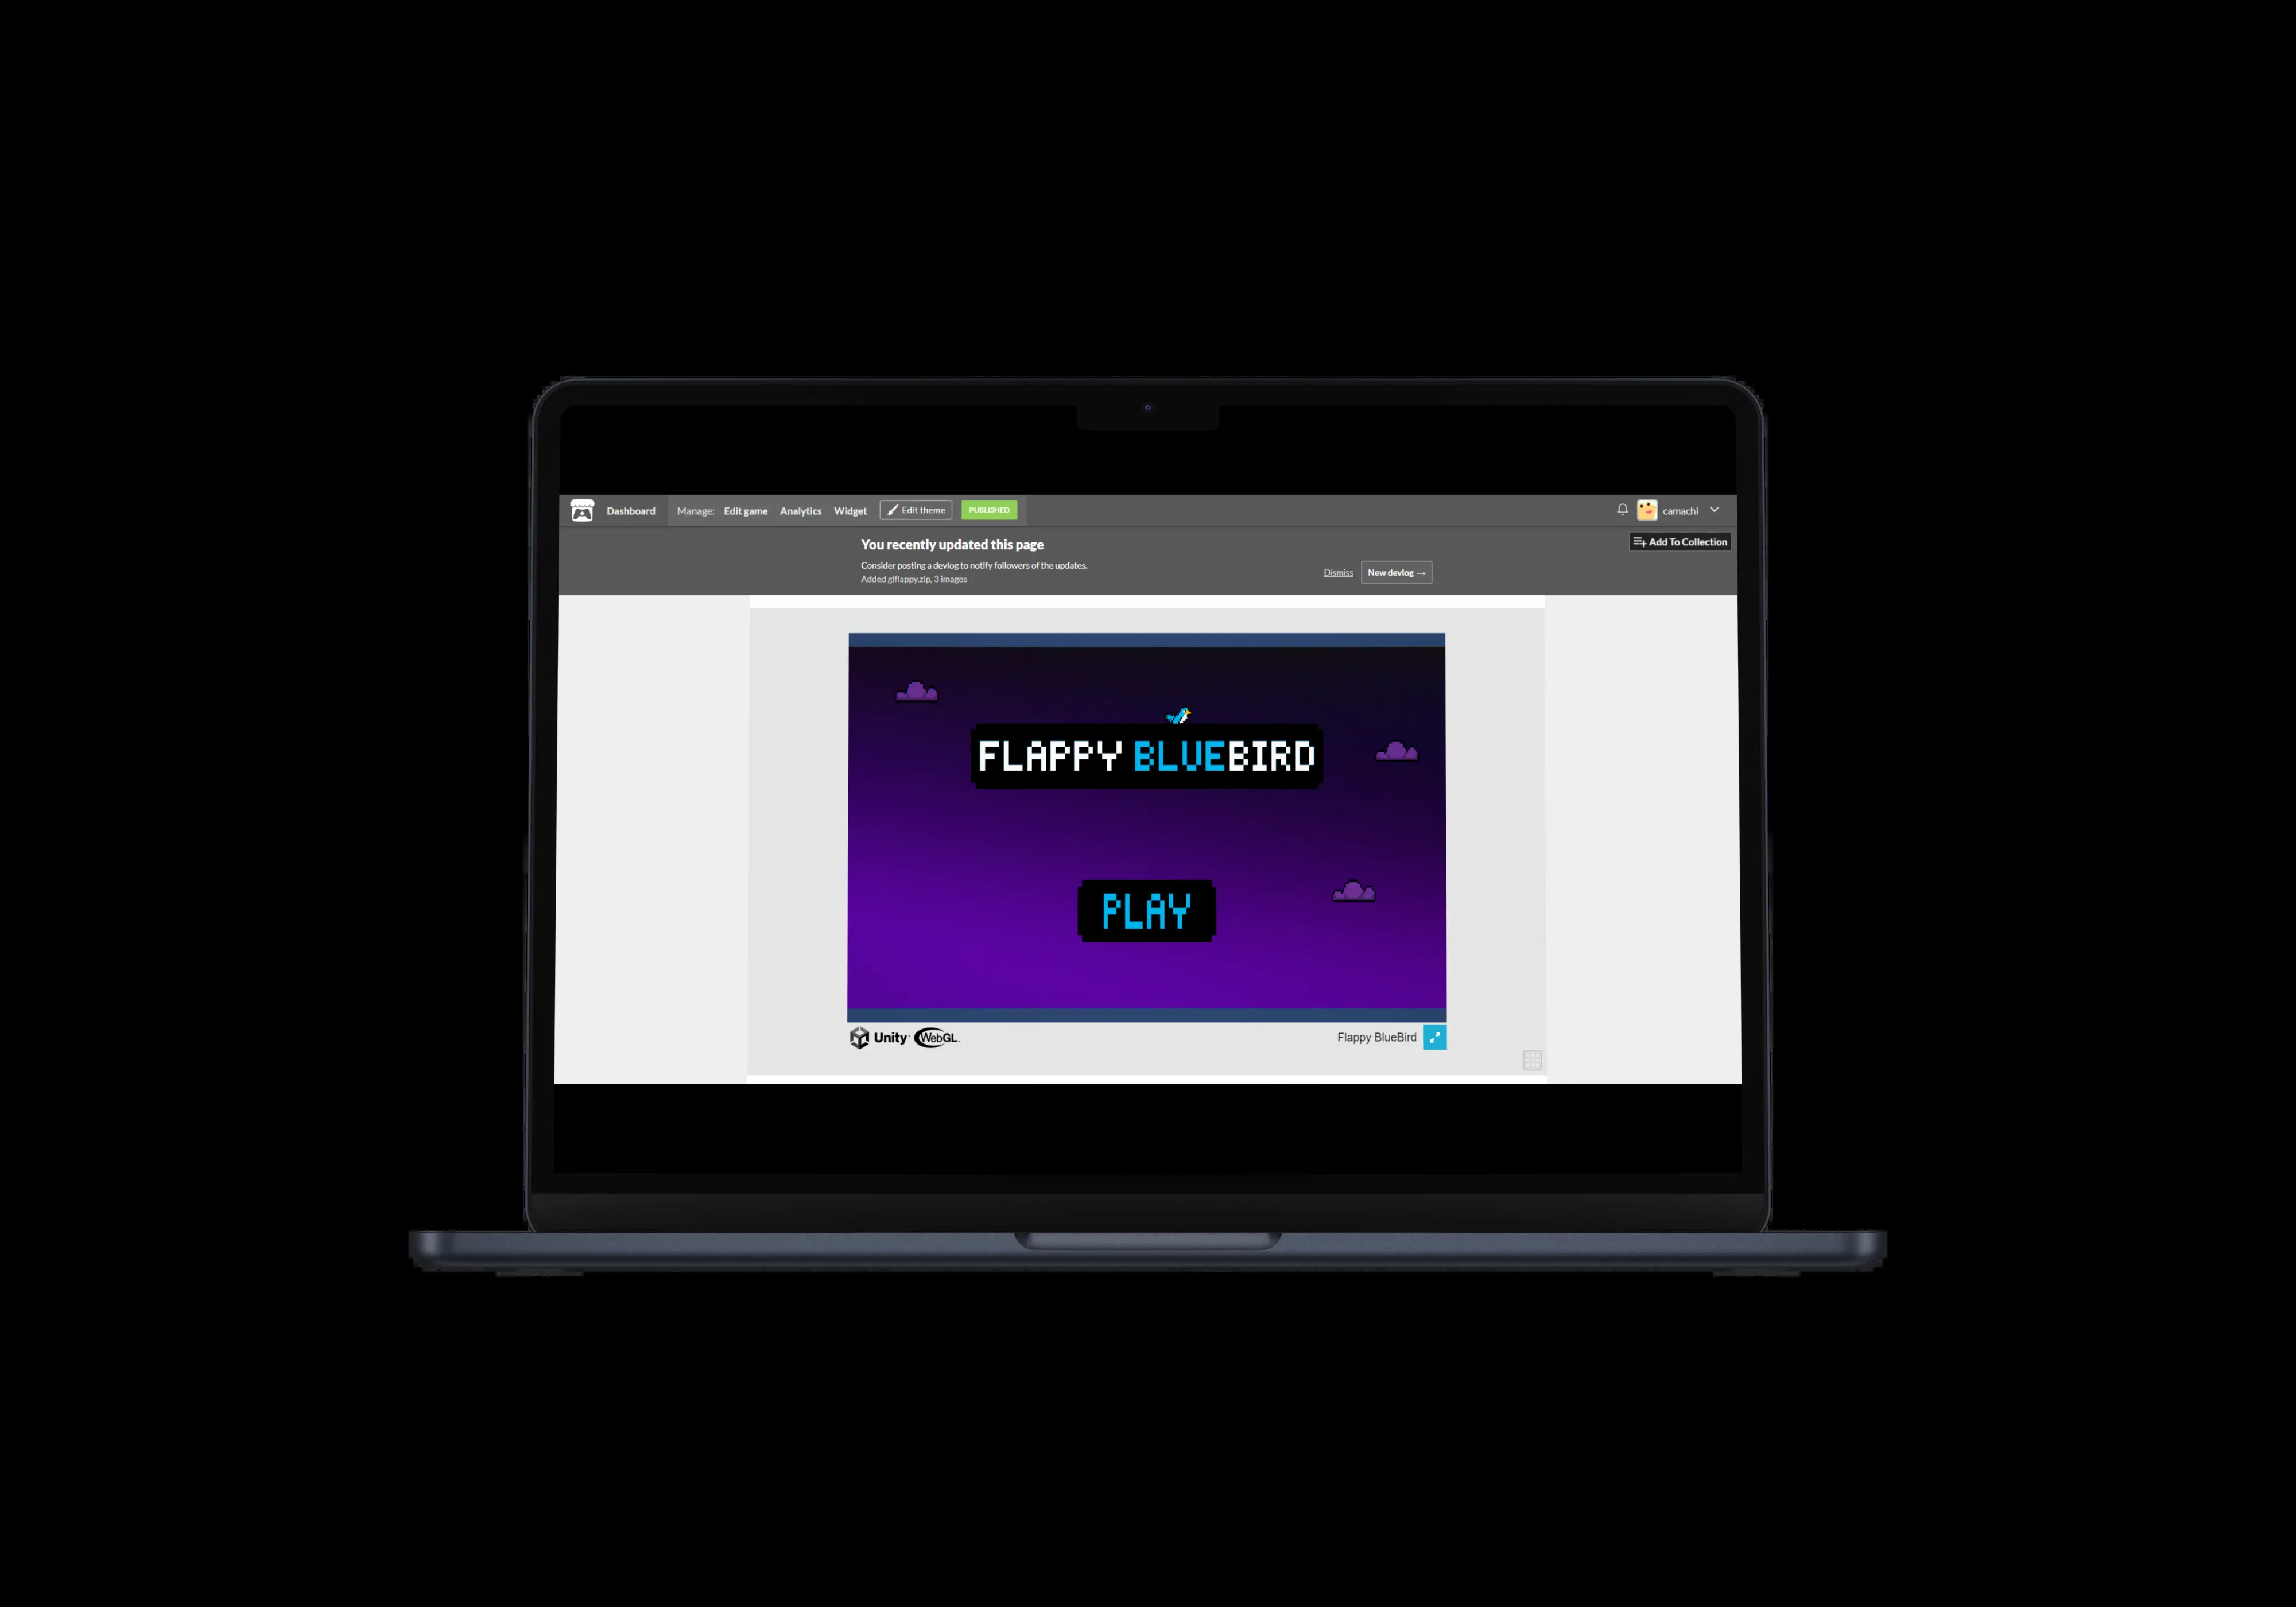 Dashboard Manage: Edit game Analytics Widget Edit theme PUBLISHED camachi
You recently updated this page
Add To Collection
Consider posting a devlog to notify followers of the updates.
Added glflappy.zip, 3 images
Dismiss New devlog →
FLAPPY BLUEBIRD
PLAY
Unity WebGL
Flappy BlueBird